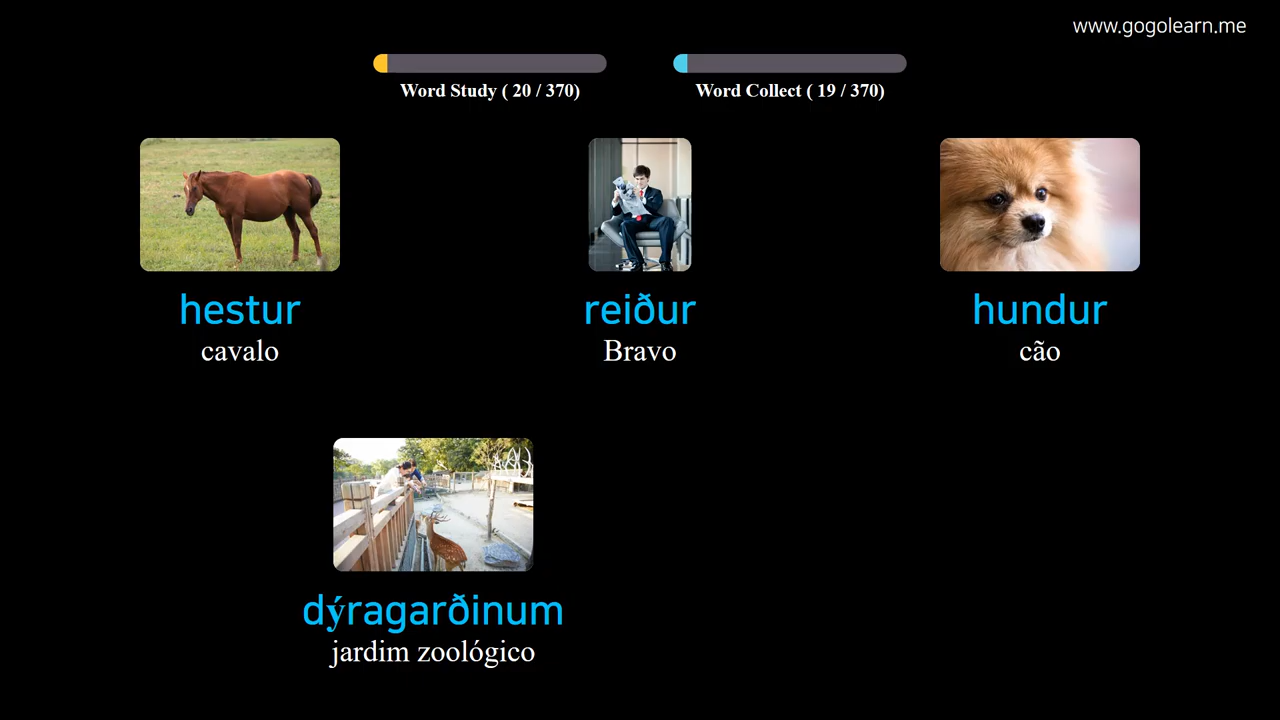 www.gogolearn.me
Word Study ( 20 / 370)
Word Collect ( 19 / 370)
hestur
cavalo
reiður
Bravo
hundur
cão
dýragarðinum
jardim zoológico